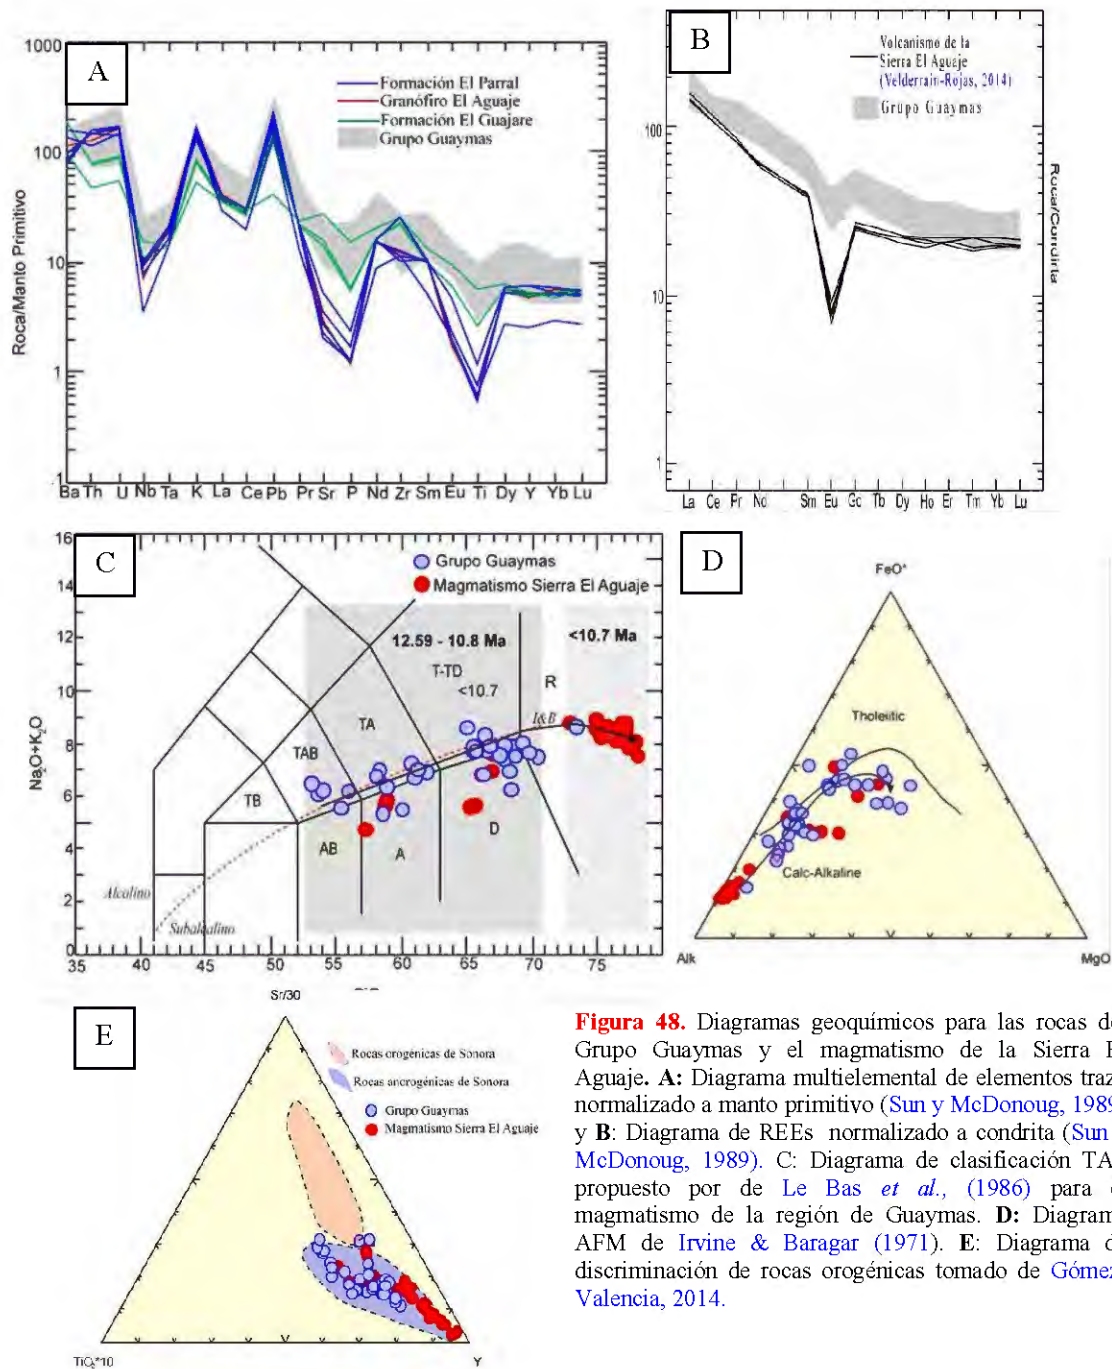 A
1000
100
10
1
.1
Roca/Manto Primitivo
Formación El Parral
Granófiro El Aguaje
Formación El Guajare
Grupo Guaymas
Ba Th U Nb Ta K La Ce Pb Pr Sr P Nd Zr Sm Eu Ti Dy Y Yb Lu
B
Volcanismo de la
Sierra El Aguaje
(Velderrain-Rojas, 2014)
Grupo Guaymas
100
10
1
Roca/Condirta
La Ce Pr Nd Sm Eu Gc Tb Dy Ho Er Tm Yb Lu
C
16
14
12
10
8
6
4
2
0
Na2O+K2O
Grupo Guaymas
Magmatismo Sierra El Aguaje
12.59 - 10.8 Ma
<10.7 Ma
T-TD
<10.7
R
I&B
TA
TAB
TB
AB
A
D
Alcalino
Subalcalino
35 40 45 50 55 60 65 70 75
D
FeO*
Tholeiitic
Calc-Alkaline
Alk
MgO
E
Sr/30
Rocas orogénicas de Sonora
Rocas anorogénicas de Sonora
Grupo Guaymas
Magmatismo Sierra El Aguaje
TiO2*10
Y
Figura 48. Diagramas geoquímicos para las rocas de
Grupo Guaymas y el magmatismo de la Sierra E
Aguaje. A: Diagrama multielemental de elementos traz
normalizado a manto primitivo (Sun y McDonoug, 1989
y B: Diagrama de REEs normalizado a condrita (Sun
McDonoug, 1989). C: Diagrama de clasificación TA
propuesto por de Le Bas et al., (1986) para e
magmatismo de la región de Guaymas. D: Diagram
AFM de Irvine & Baragar (1971). E: Diagrama d
discriminación de rocas orogénicas tomado de Gómez
Valencia, 2014.